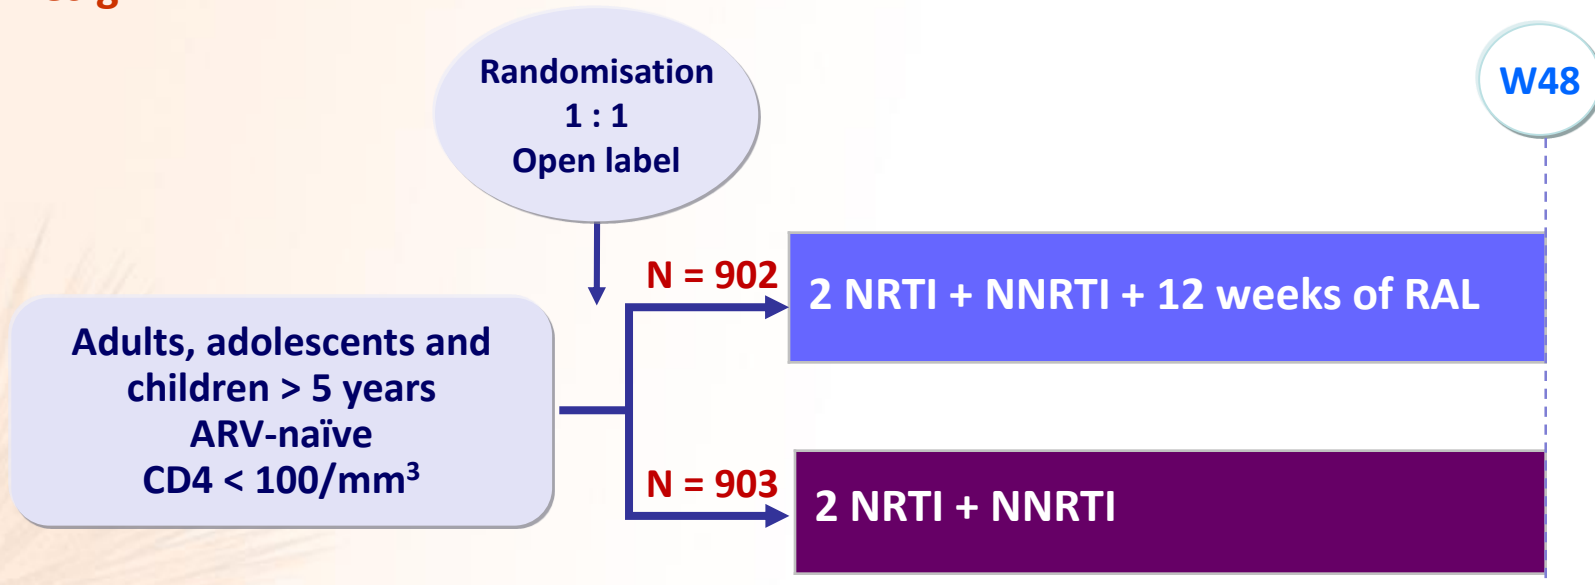 Randomisation
1 : 1
Open label
W48
N = 902
2 NRTI + NNRTI + 12 weeks of RAL
Adults, adolescents and
children > 5 years
ARV-naïve
CD4 < 100/mm³
N = 903
2 NRTI + NNRTI